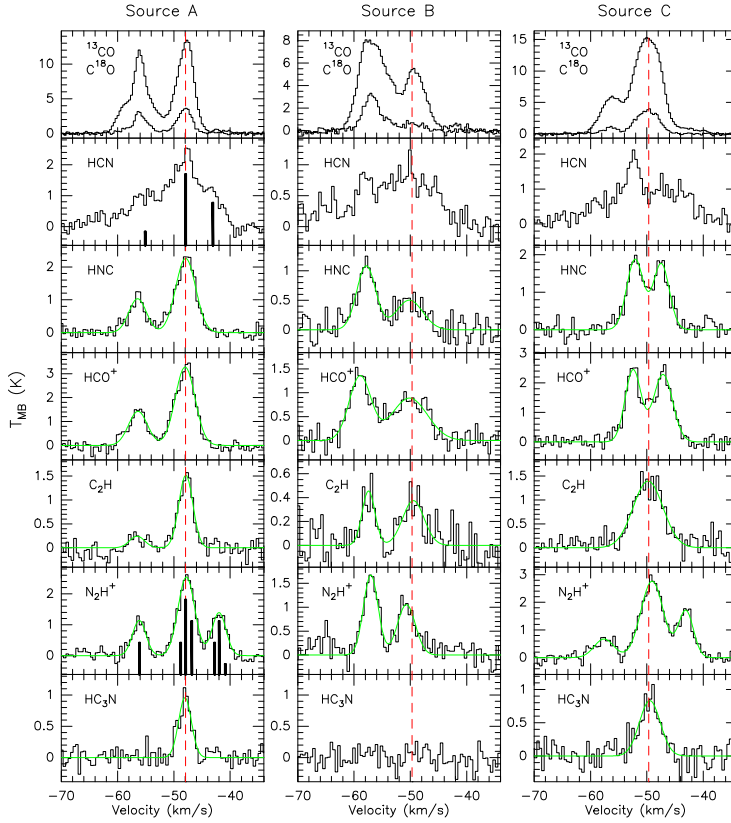 Source A Source B Source C
¹³CO ¹³CO ¹³CO
C¹⁸O C¹⁸O C¹⁸O
10 8 15
5 6 10
0 4 5
2 0
0
HCN HCN HCN
2 1 2
1 0.5 1
0 0 0
HNC HNC HNC
2 1 2
1 0.5 1
0 0 0
HCO⁺ HCO⁺ HCO⁺
3 1.5 2
2 1 1
1 0.5 0
0 0
C₂H C₂H C₂H
1.5 0.6 1.5
1 0.4 1
0.5 0.2 0.5
0 0 0
N₂H⁺ N₂H⁺ N₂H⁺
2 1.5 3
1 1 2
0 0.5 1
0 0
HC₃N HC₃N HC₃N
1 1 1
0.5 0.5 0.5
0 0 0
T_MB (K)
−70 −60 −50 −40 −70 −60 −50 −40 −70 −60 −50 −40
Velocity (km/s) Velocity (km/s) Velocity (km/s)